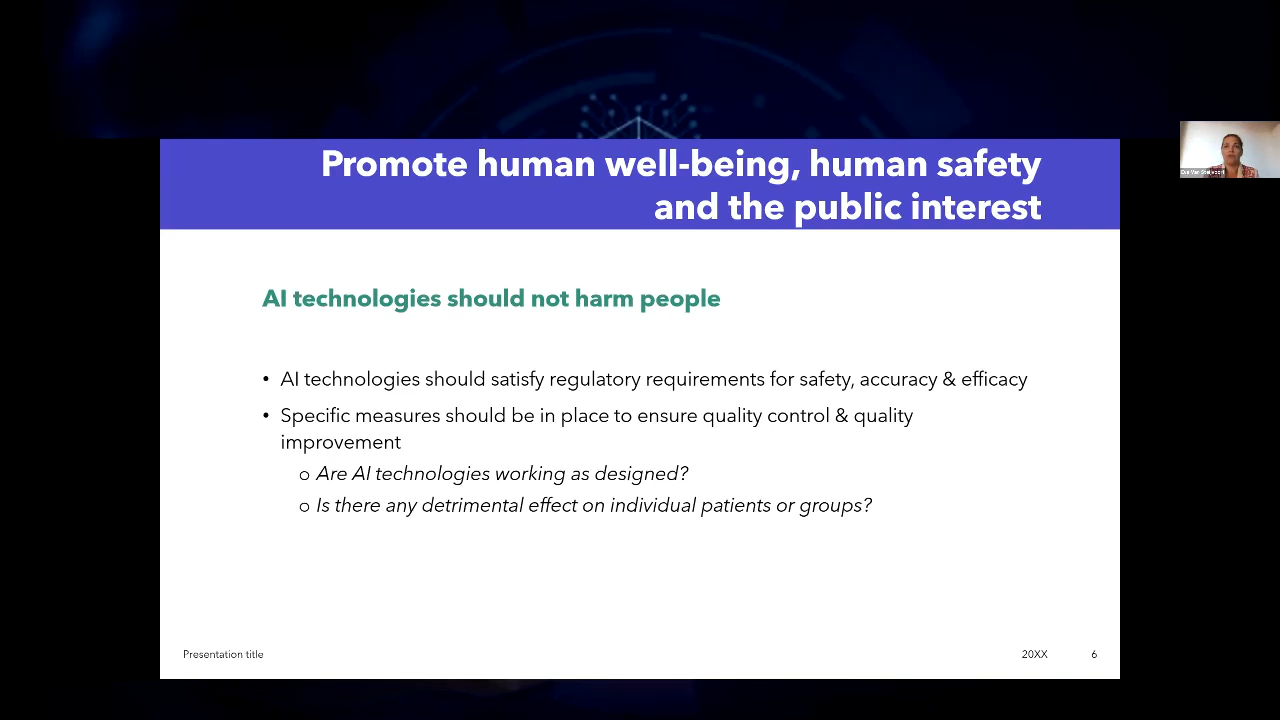 Promote human well-being, human safety
and the public interest
AI technologies should not harm people
• AI technologies should satisfy regulatory requirements for safety, accuracy & efficacy
• Specific measures should be in place to ensure quality control & quality
improvement
o Are AI technologies working as designed?
o Is there any detrimental effect on individual patients or groups?
Presentation title
20XX
6